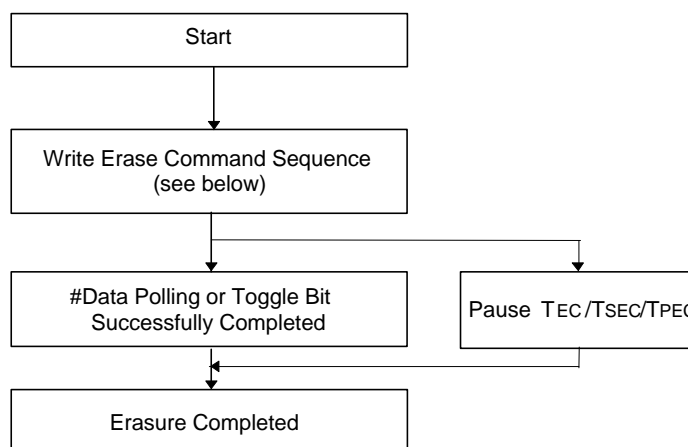 Start
Write Erase Command Sequence
(see below)
#Data Polling or Toggle Bit
Successfully Completed
Pause TEC /TSEC/TPEC
Erasure Completed